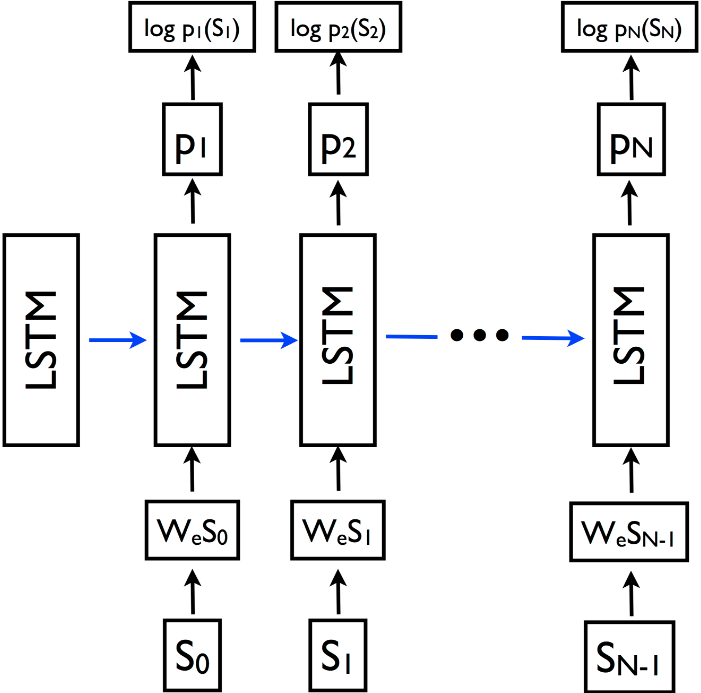 log p₁(S₁) log p₂(S₂) log pN(SN)
p₁ p₂ pN
LSTM LSTM LSTM ••• LSTM
WₑS₀ WₑS₁ WₑSN-1
S₀ S₁ SN-1